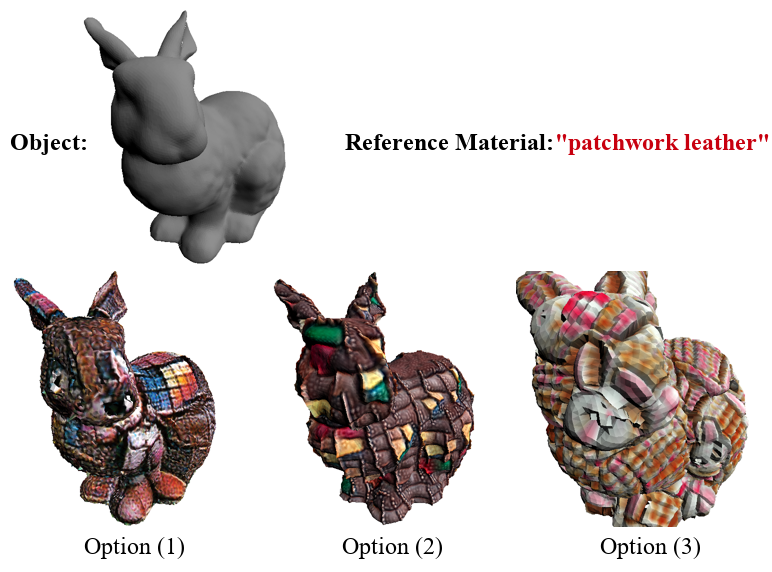 Object:
Reference Material:"patchwork leather"
Option (1)
Option (2)
Option (3)